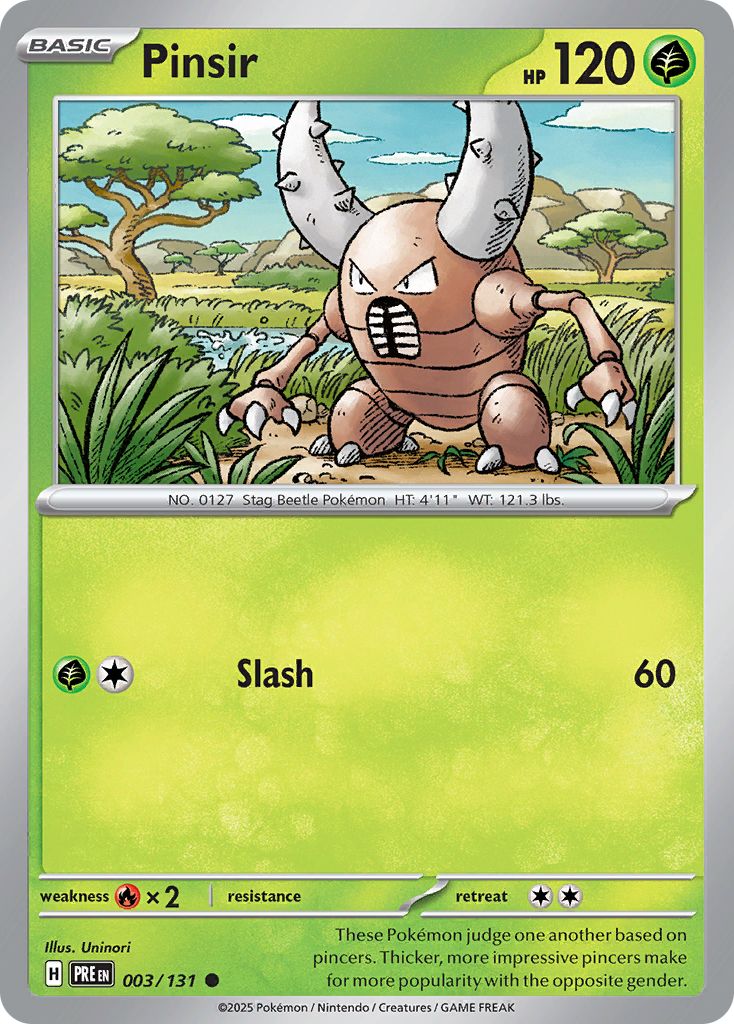 BASIC Pinsir HP 120
NO. 0127 Stag Beetle Pokémon HT: 4'11" WT: 121.3 lbs.
Slash 60
weakness ×2 resistance retreat
Illus. Uninori
H PRE EN 003/131
These Pokémon judge one another based on
pincers. Thicker, more impressive pincers make
for more popularity with the opposite gender.
©2025 Pokémon / Nintendo / Creatures / GAME FREAK